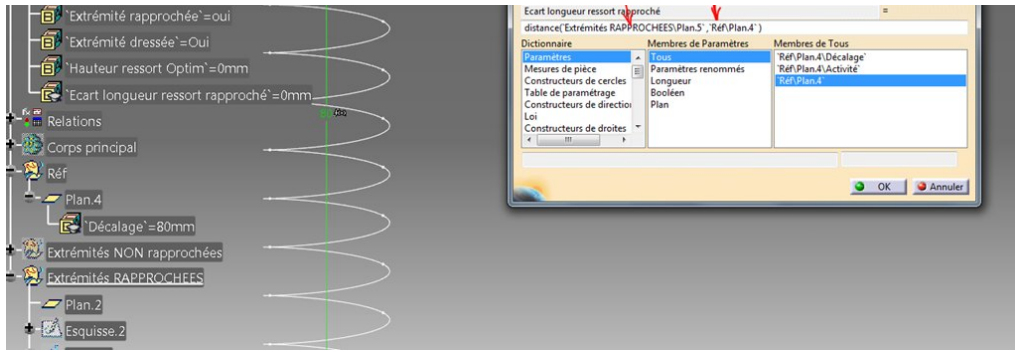 `Extrémité rapprochée`=oui
`Extrémité dressée`=Oui
`Hauteur ressort Optim`=0mm
`Ecart longueur ressort rapproché`=0mm
Relations
Corps principal
Réf
Plan.4
`Décalage`=80mm
Extrémités NON rapprochées
Extrémités RAPPROCHEES
Plan.2
Esquisse.2
Ecart longueur ressort rapproché =
distance(`Extrémités RAPPROCHEES\Plan.5` ,`Réf\Plan.4` )
Dictionnaire Membres de Paramètres Membres de Tous
Paramètres Tous `Réf\Plan.4\Décalage`
Mesures de pièce Paramètres renommés `Réf\Plan.4\Activité`
Constructeurs de cercles Longueur `Réf\Plan.4`
Table de paramétrage Booléen
Constructeurs de direction Plan
Loi
Constructeurs de droites
OK Annuler